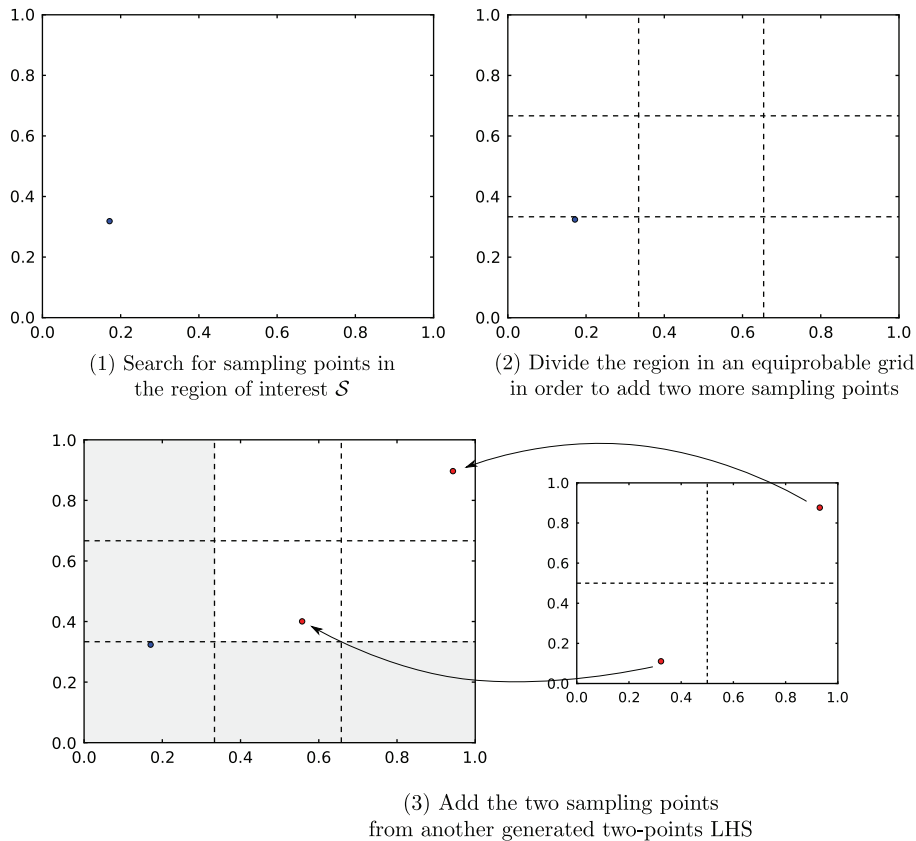 1.0
0.8
0.6
0.4
0.2
0.0
0.0 0.2 0.4 0.6 0.8 1.0
(1) Search for sampling points in
the region of interest 𝒮
1.0
0.8
0.6
0.4
0.2
0.0
0.0 0.2 0.4 0.6 0.8 1.0
(2) Divide the region in an equiprobable grid
in order to add two more sampling points
1.0
0.8
0.6
0.4
0.2
0.0
0.0 0.2 0.4 0.6 0.8 1.0
1.0
0.8
0.6
0.4
0.2
0.0
0.0 0.2 0.4 0.6 0.8 1.0
(3) Add the two sampling points
from another generated two-points LHS